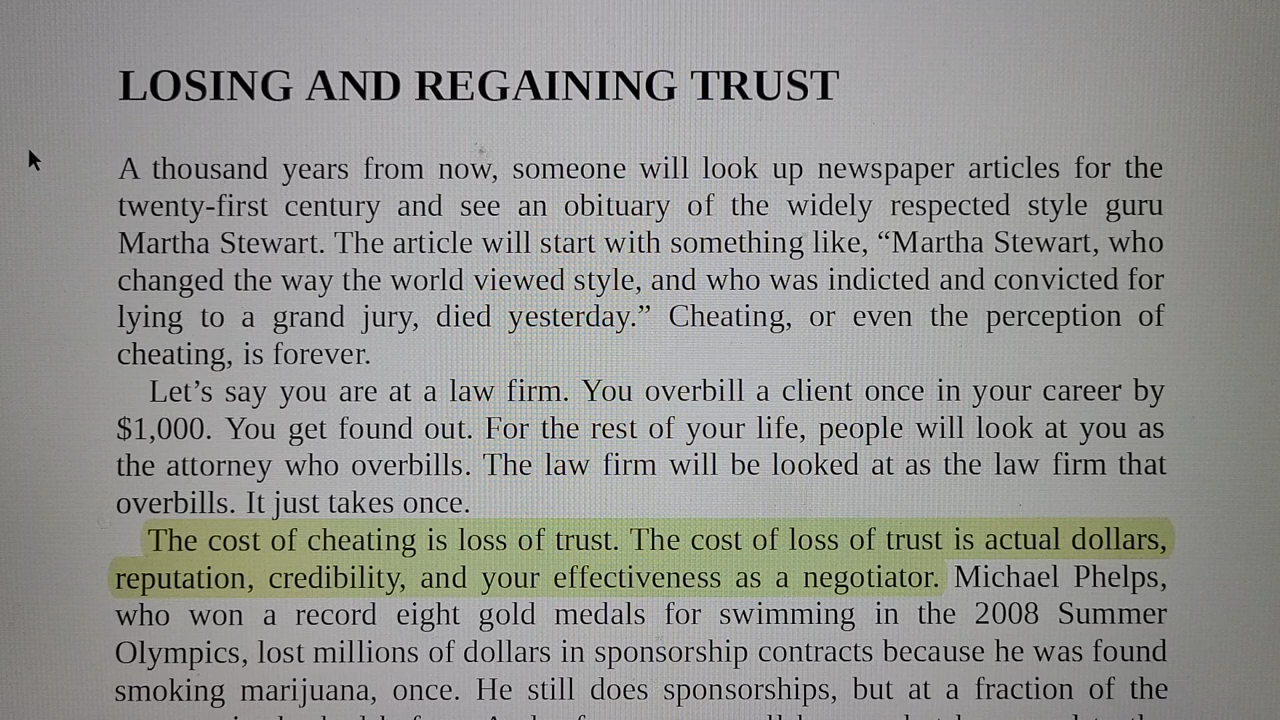 LOSING AND REGAINING TRUST
A thousand years from now, someone will look up newspaper articles for the
twenty-first century and see an obituary of the widely respected style guru
Martha Stewart. The article will start with something like, “Martha Stewart, who
changed the way the world viewed style, and who was indicted and convicted for
lying to a grand jury, died yesterday.” Cheating, or even the perception of
cheating, is forever.
Let’s say you are at a law firm. You overbill a client once in your career by
$1,000. You get found out. For the rest of your life, people will look at you as
the attorney who overbills. The law firm will be looked at as the law firm that
overbills. It just takes once.
The cost of cheating is loss of trust. The cost of loss of trust is actual dollars,
reputation, credibility, and your effectiveness as a negotiator. Michael Phelps,
who won a record eight gold medals for swimming in the 2008 Summer
Olympics, lost millions of dollars in sponsorship contracts because he was found
smoking marijuana, once. He still does sponsorships, but at a fraction of the